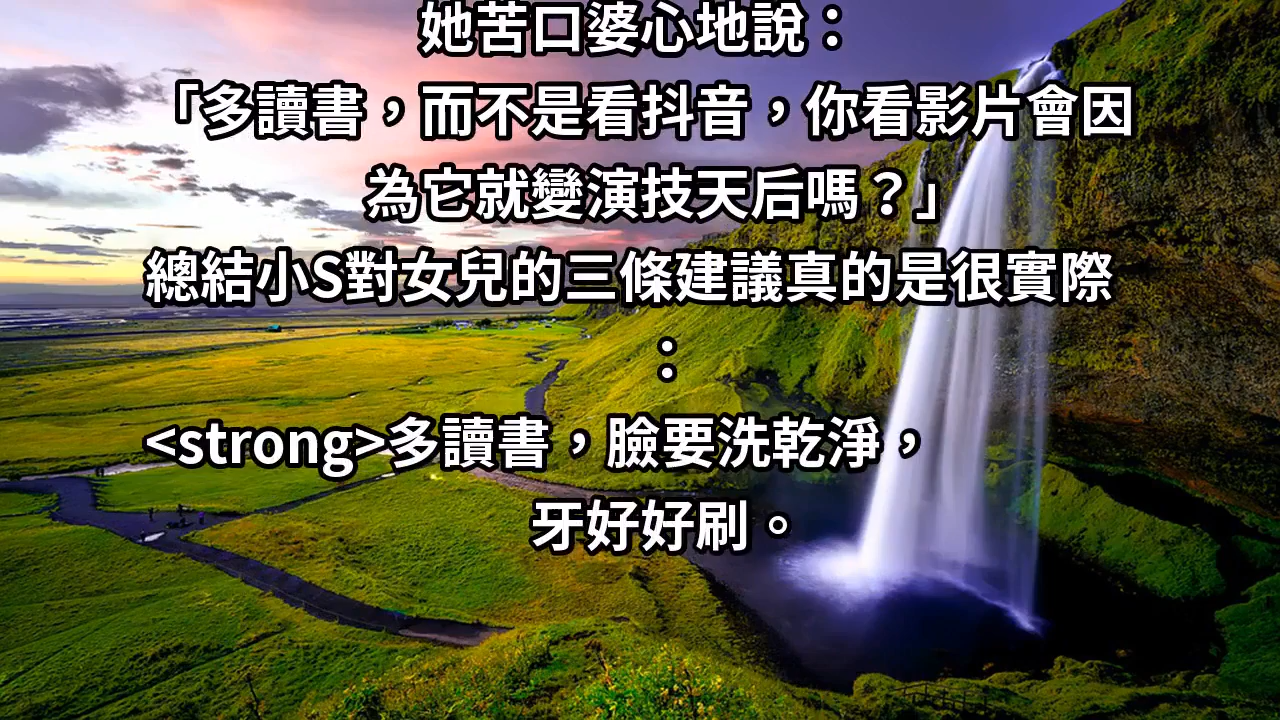 她苦口婆心地說：
「多讀書，而不是看抖音，你看影片會因
為它就變演技天后嗎？」
總結小S對女兒的三條建議真的是很實際
：
<strong>多讀書，臉要洗乾淨，
牙好好刷。